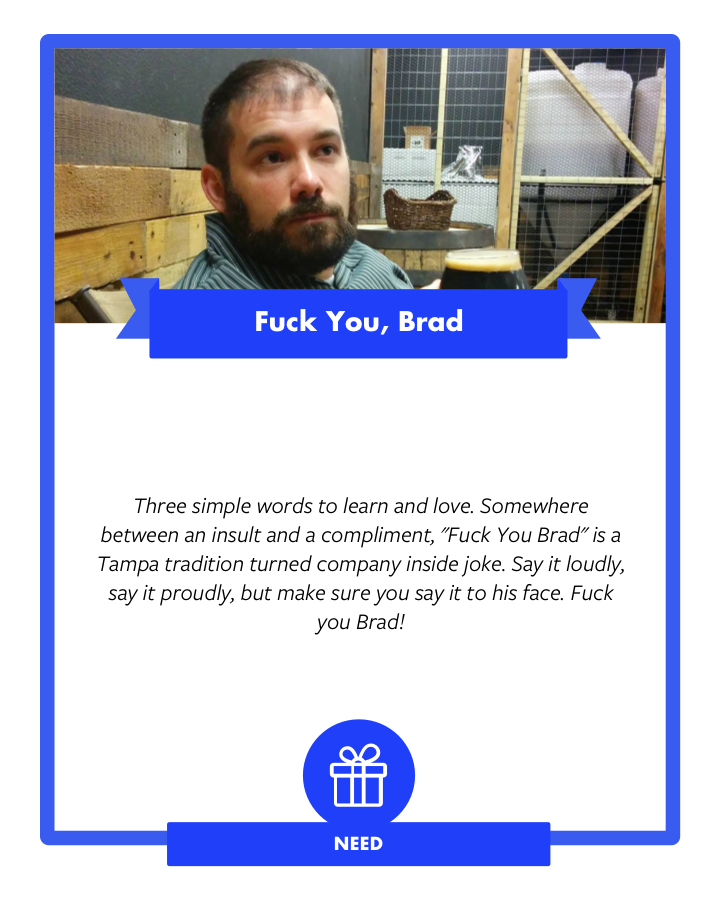 Fuck You, Brad
Three simple words to learn and love. Somewhere
between an insult and a compliment, "Fuck You Brad" is a
Tampa tradition turned company inside joke. Say it loudly,
say it proudly, but make sure you say it to his face. Fuck
you Brad!
NEED